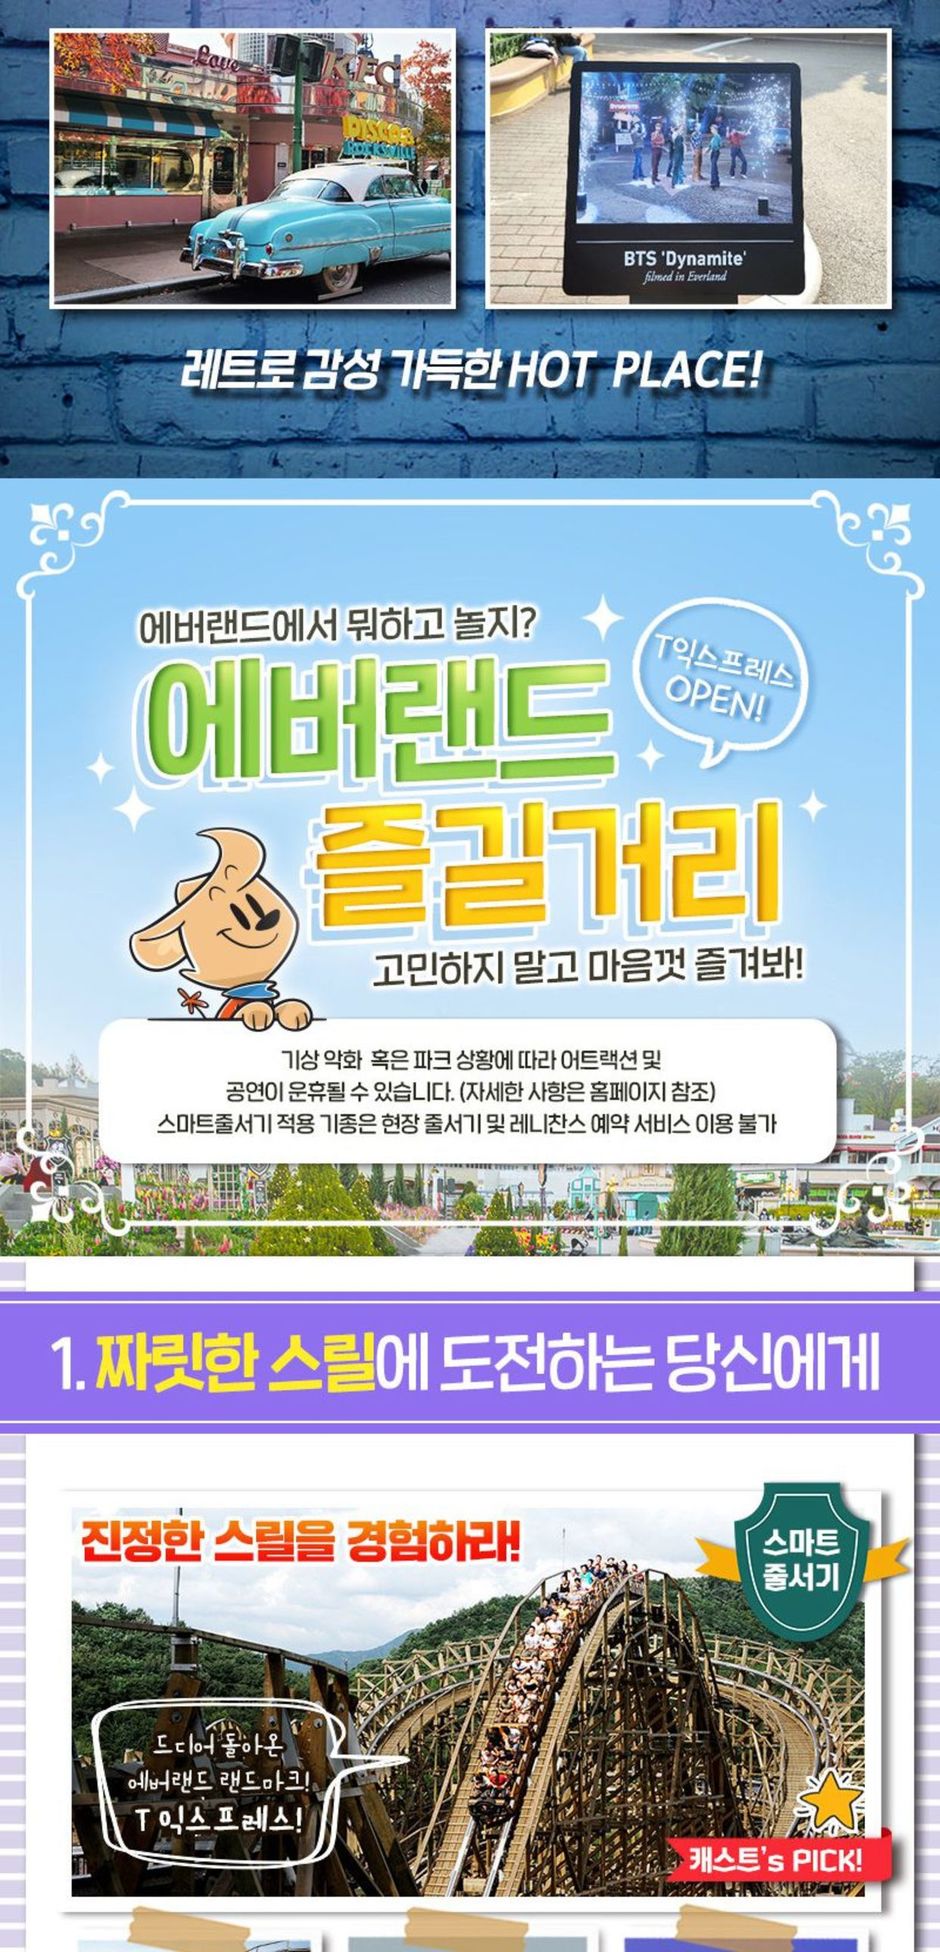 Love
KFC
DISCO &
ROCKSVILLE
BTS 'Dynamite'
filmed in Everland
레트로 감성 가득한 HOT PLACE!
에버랜드에서 뭐하고 놀지?
T익스프레스
OPEN!
에버랜드
즐길거리
고민하지 말고 마음껏 즐겨봐!
기상 악화 혹은 파크 상황에 따라 어트랙션 및
공연이 운휴될 수 있습니다. (자세한 사항은 홈페이지 참조)
스마트줄서기 적용 기종은 현장 줄서기 및 레니찬스 예약 서비스 이용 불가
1. 짜릿한 스릴에 도전하는 당신에게
진정한 스릴을 경험하라!
스마트
줄서기
드디어 돌아온
에버랜드 랜드마크!
T 익스프레스!
캐스트's PICK!